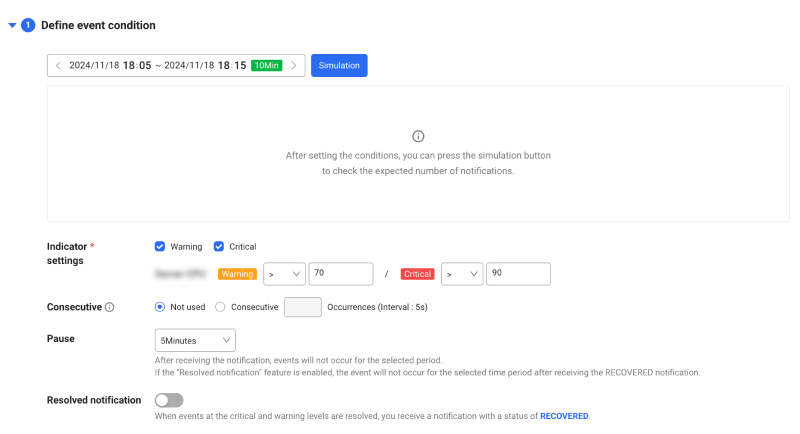 1 Define event condition
< 2024/11/18 18:05 ~ 2024/11/18 18:15 10Min > Simulation
After setting the conditions, you can press the simulation button
to check the expected number of notifications.
Indicator * Warning Critical
settings
Warning > 70 / Critical > 90
Consecutive Not used Consecutive Occurrences (Interval : 5s)
Pause 5Minutes
After receiving the notification, events will not occur for the selected period.
If the "Resolved notification" feature is enabled, the event will not occur for the selected time period after receiving the RECOVERED notification.
Resolved notification
When events at the critical and warning levels are resolved, you receive a notification with a status of RECOVERED.